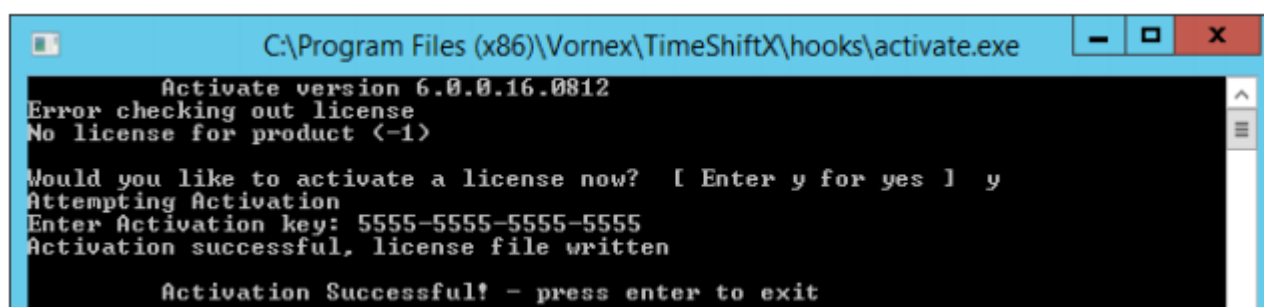 C:\Program Files (x86)\Vornex\TimeShiftX\hooks\activate.exe
Activate version 6.0.0.16.0812
Error checking out license
No license for product (-1)
Would you like to activate a license now?  [ Enter y for yes ]  y
Attempting Activation
Enter Activation key: 5555-5555-5555-5555
Activation successful, license file written
Activation Successful! - press enter to exit